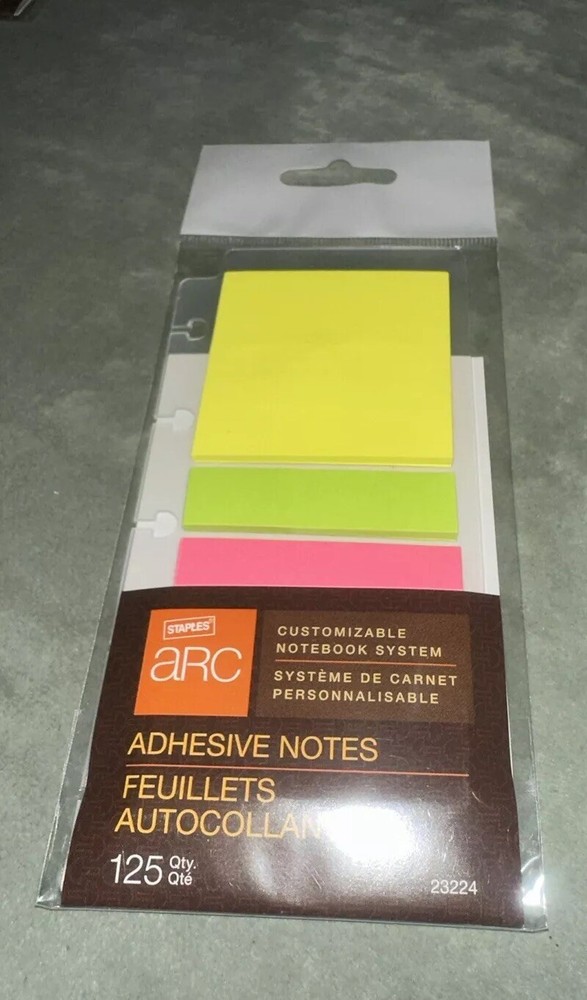 STAPLES
arc
CUSTOMIZABLE
NOTEBOOK SYSTEM
SYSTÈME DE CARNET
PERSONNALISABLE
ADHESIVE NOTES
FEUILLETS
125 Qty.
Qté
23224